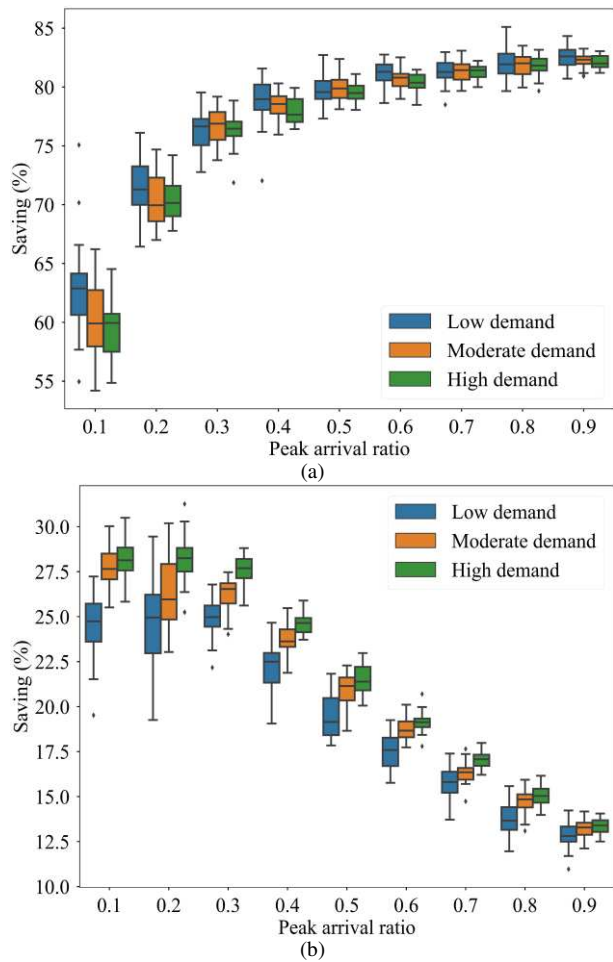 85
80
75
70
65
60
55
Saving (%)
Low demand
Moderate demand
High demand
0.1 0.2 0.3 0.4 0.5 0.6 0.7 0.8 0.9
Peak arrival ratio
(a)
30.0
27.5
25.0
22.5
20.0
17.5
15.0
12.5
10.0
Saving (%)
Low demand
Moderate demand
High demand
0.1 0.2 0.3 0.4 0.5 0.6 0.7 0.8 0.9
Peak arrival ratio
(b)